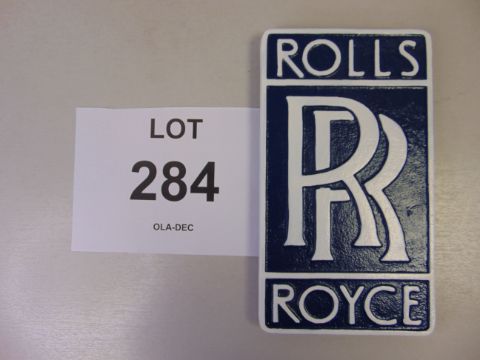 LOT
284
OLA-DEC
ROLLS
RR
ROYCE